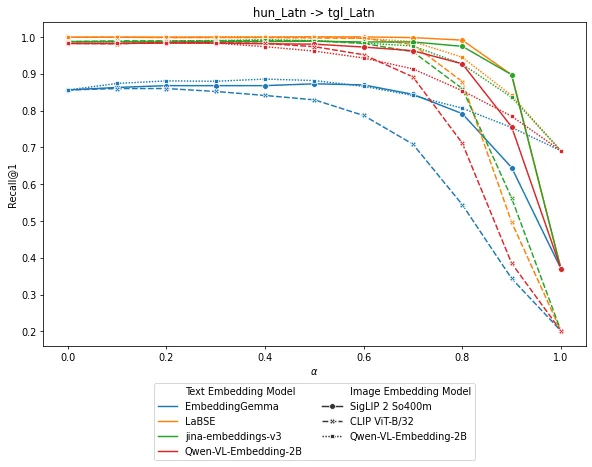 hun_Latn -> tgl_Latn
Recall@1
1.0
0.9
0.8
0.7
0.6
0.5
0.4
0.3
0.2
0.0 0.2 0.4 0.6 0.8 1.0
α
Text Embedding Model Image Embedding Model
EmbeddingGemma SigLIP 2 So400m
LaBSE CLIP ViT-B/32
jina-embeddings-v3 Qwen-VL-Embedding-2B
Qwen-VL-Embedding-2B